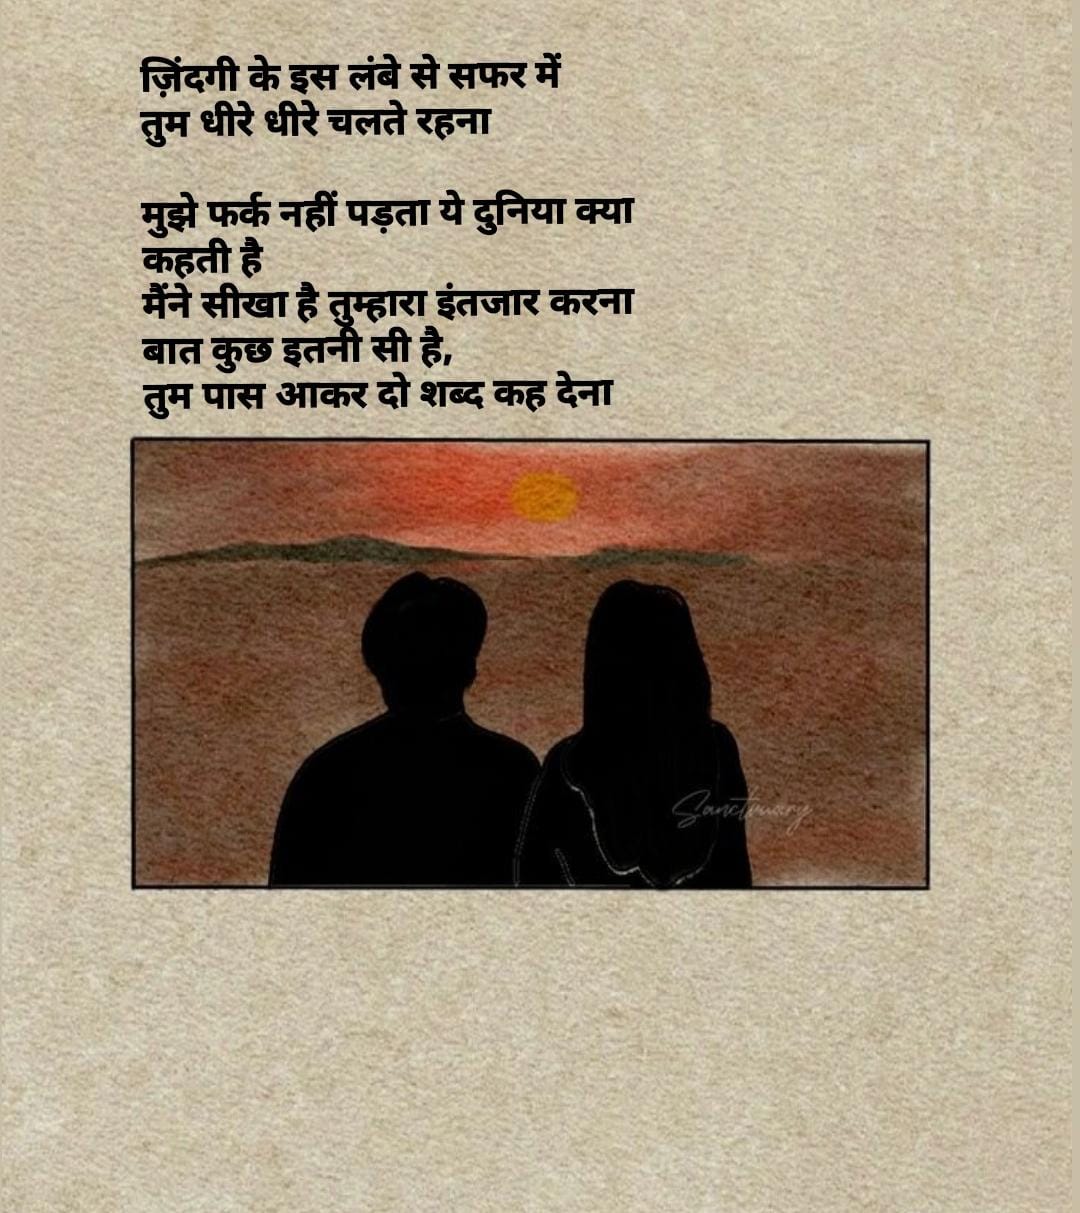 ज़िंदगी के इस लंबे से सफर में
तुम धीरे धीरे चलते रहना
मुझे फर्क नहीं पड़ता ये दुनिया क्या
कहती है
मैंने सीखा है तुम्हारा इंतजार करना
बात कुछ इतनी सी है,
तुम पास आकर दो शब्द कह देना
Sanctuary